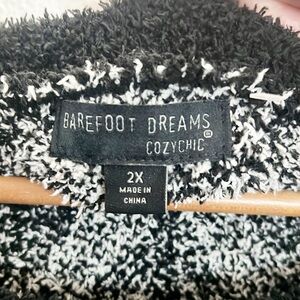 BAREFOOT DREAMS
COZYCHIC ®
2X
MADE IN
CHINA